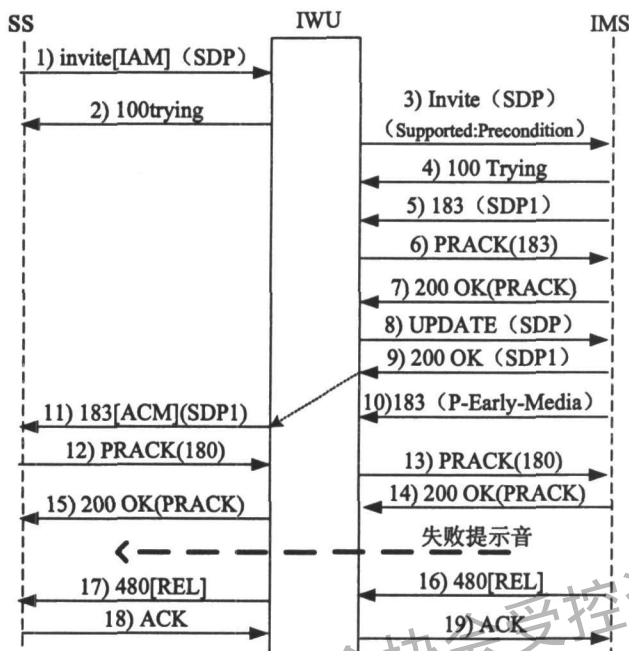 SS
IWU
IMS
1) invite[IAM]（SDP）
2) 100trying
3) Invite（SDP）
（Supported:Precondition）
4) 100 Trying
5) 183（SDP1）
6) PRACK(183)
7) 200 OK(PRACK)
8) UPDATE（SDP）
9) 200 OK（SDP1）
10)183（P-Early-Media）
11) 183[ACM](SDP1)
12) PRACK(180)
13) PRACK(180)
14) 200 OK(PRACK)
15) 200 OK(PRACK)
失败提示音
16) 480[REL]
17) 480[REL]
18) ACK
19) ACK
受控